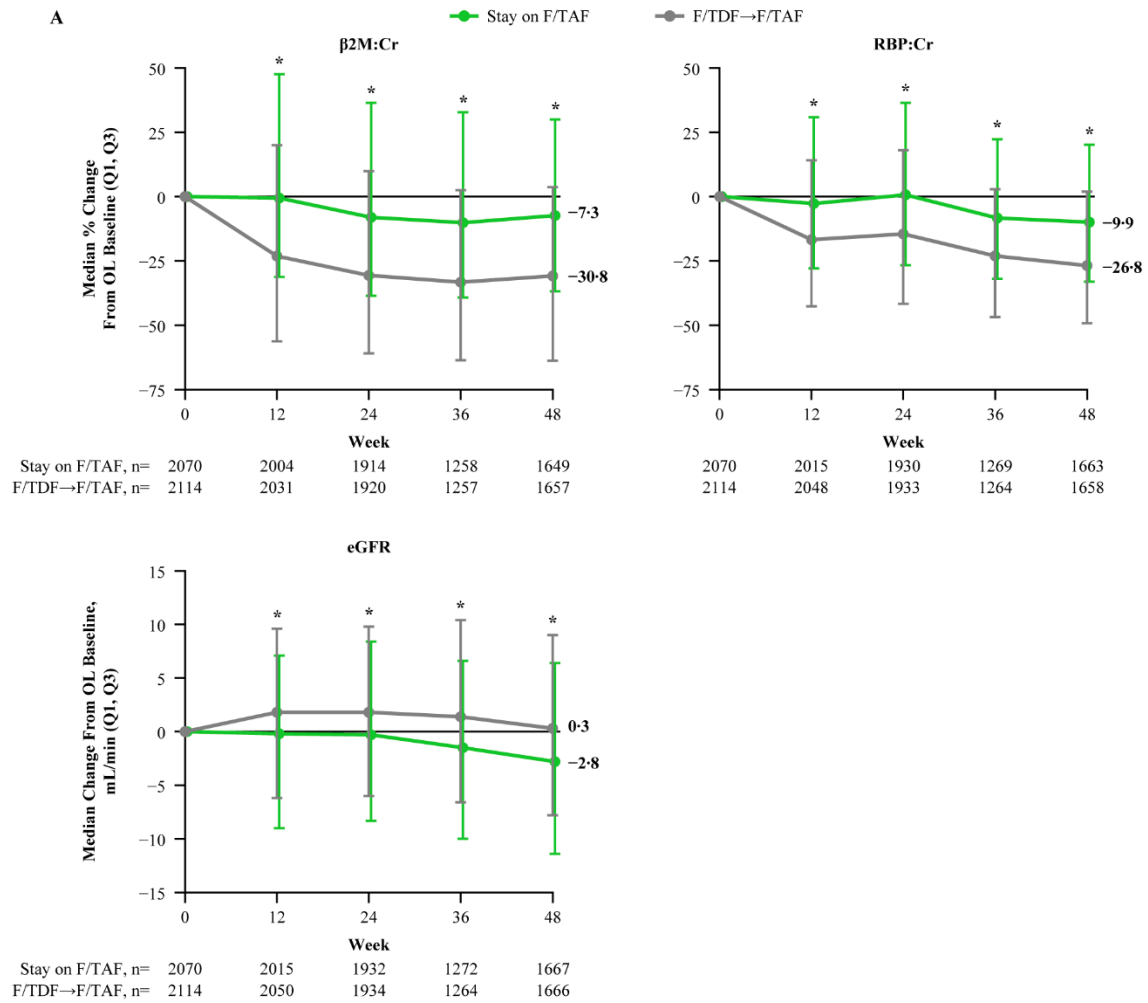 A
Stay on F/TAF
F/TDF→F/TAF
β2M:Cr
Median % Change
From OL Baseline (Q1, Q3)
50
25
0
−25
−50
−75
*
*
*
*
−7·3
−30·8
0 12 24 36 48
Week
Stay on F/TAF, n= 2070 2004 1914 1258 1649
F/TDF→F/TAF, n= 2114 2031 1920 1257 1657
RBP:Cr
50
25
0
−25
−50
−75
*
*
*
*
−9·9
−26·8
0 12 24 36 48
Week
2070 2015 1930 1269 1663
2114 2048 1933 1264 1658
eGFR
Median Change From OL Baseline,
mL/min (Q1, Q3)
15
10
5
0
−5
−10
−15
*
*
*
*
0·3
−2·8
0 12 24 36 48
Week
Stay on F/TAF, n= 2070 2015 1932 1272 1667
F/TDF→F/TAF, n= 2114 2050 1934 1264 1666